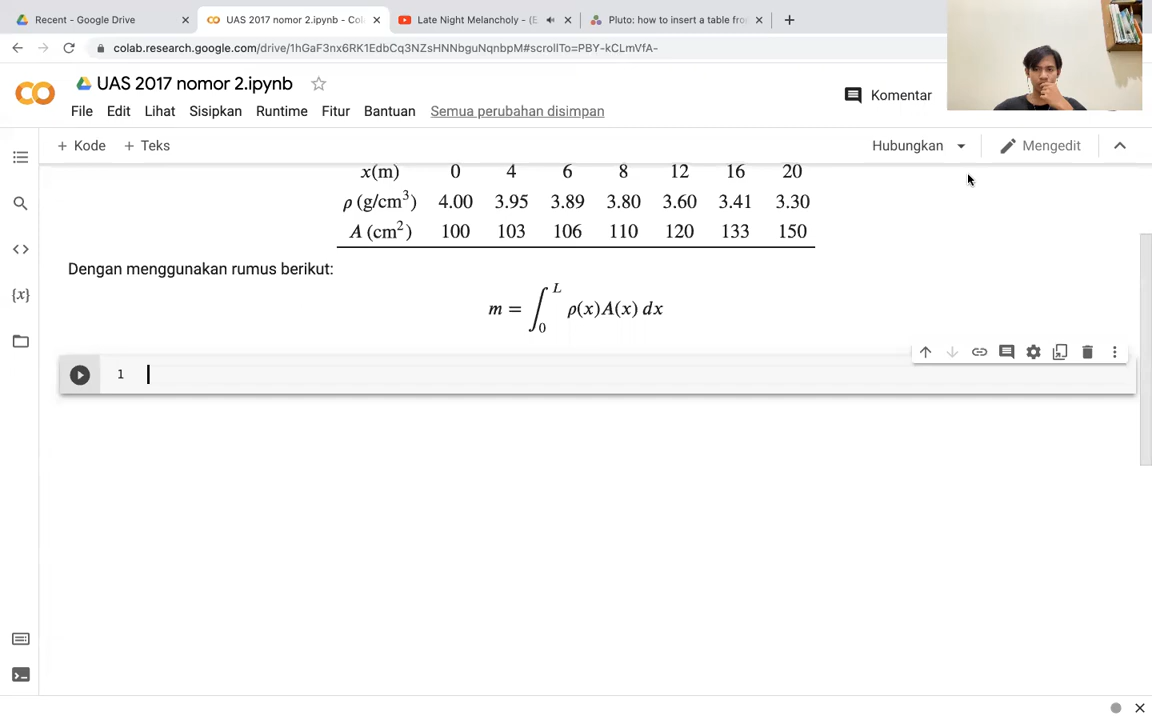 Recent - Google Drive
UAS 2017 nomor 2.ipynb - Co
Late Night Melancholy - (E
Pluto: how to insert a table fro
colab.research.google.com/drive/1hGaF3nx6RK1EdbCq3NZsHNNbguNqnbpM#scrollTo=PBY-kCLmVfA-
UAS 2017 nomor 2.ipynb
File Edit Lihat Sisipkan Runtime Fitur Bantuan Semua perubahan disimpan
Komentar
+ Kode + Teks
Hubungkan
Mengedit
x(m) 0 4 6 8 12 16 20
ρ (g/cm³) 4.00 3.95 3.89 3.80 3.60 3.41 3.30
A (cm²) 100 103 106 110 120 133 150
Dengan menggunakan rumus berikut:
m = ∫₀ᴸ ρ(x)A(x) dx
{x}
1